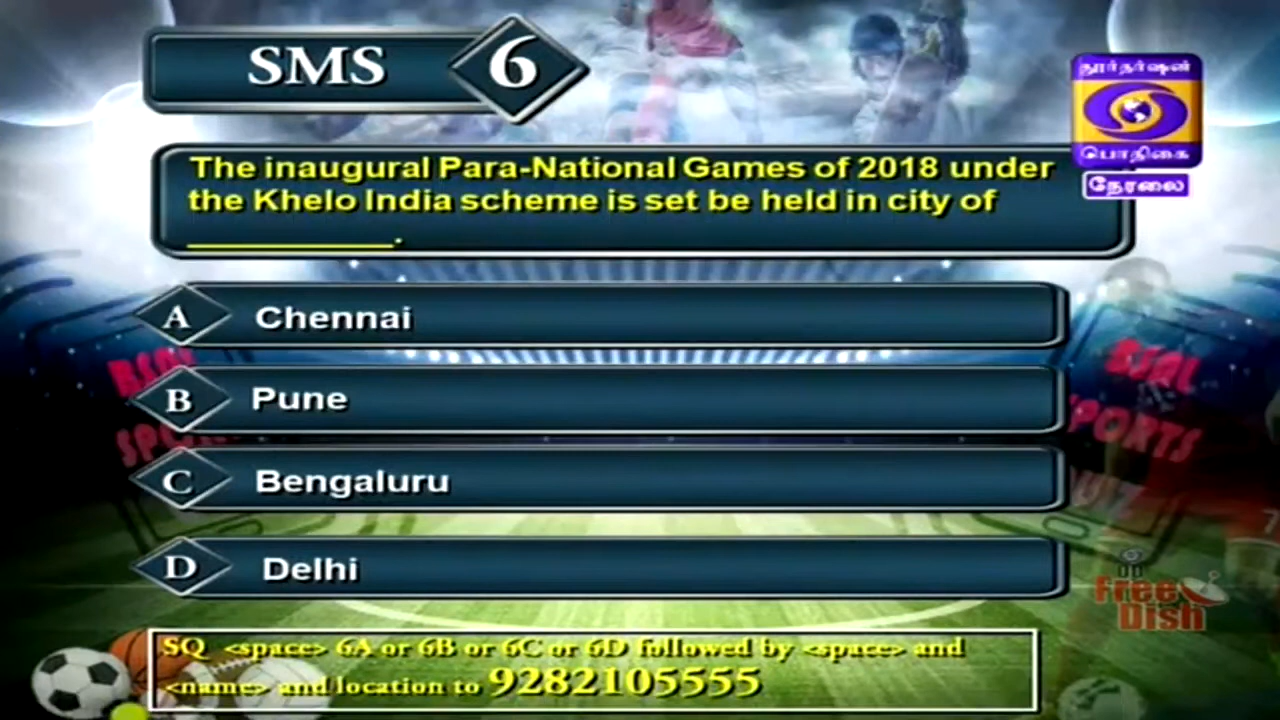 SMS 6
தூர்தர்ஷன்
The inaugural Para-National Games of 2018 under
பொதிகை
the Khelo India scheme is set be held in city of
நேரலை
__________.
A Chennai
B Pune
C Bengaluru
D Delhi
DD
free
Dish
SQ <space> 6A or 6B or 6C or 6D followed by <space> and
<name> and location to 9282105555